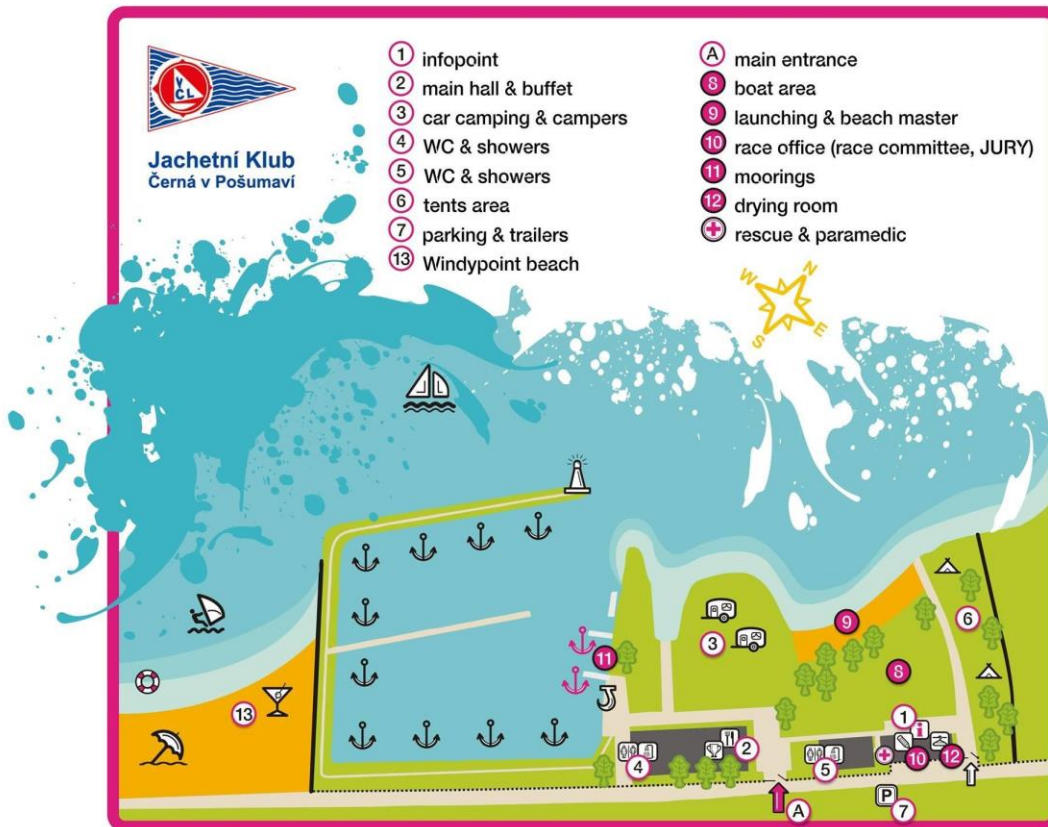 VCL
Jachetní Klub
Černá v Pošumaví
1 infopoint
2 main hall & buffet
3 car camping & campers
4 WC & showers
5 WC & showers
6 tents area
7 parking & trailers
13 Windypoint beach
A main entrance
8 boat area
9 launching & beach master
10 race office (race committee, JURY)
11 moorings
12 drying room
rescue & paramedic
W
N
S
E
9
6
11
3
8
13
1
i
2
4
5
10
12
P
A
7